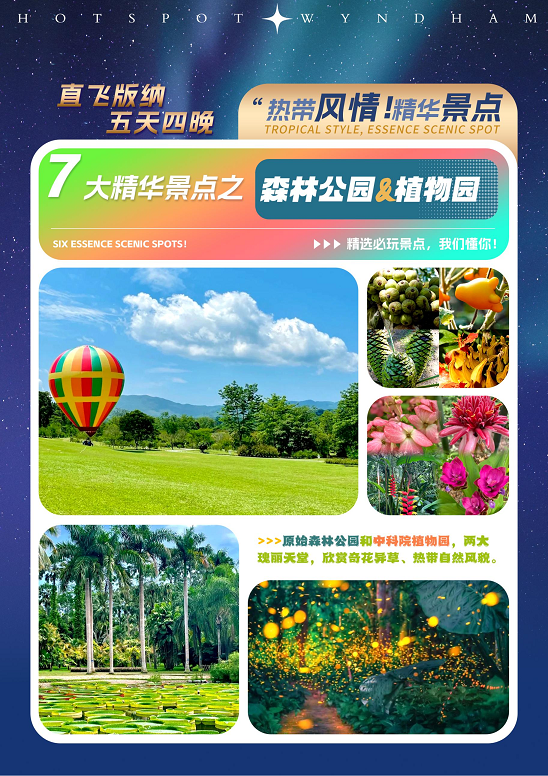 HOTSPOT WYNDHAM
直飞版纳
五天四晚
“热带风情!精华景点
TROPICAL STYLE, ESSENCE SCENIC SPOT
7大精华景点之 森林公园&植物园
SIX ESSENCE SCENIC SPOTS! 精选必玩景点，我们懂你!
>>>原始森林公园和中科院植物园，两大
瑰丽天堂，欣赏奇花异草、热带自然风貌。